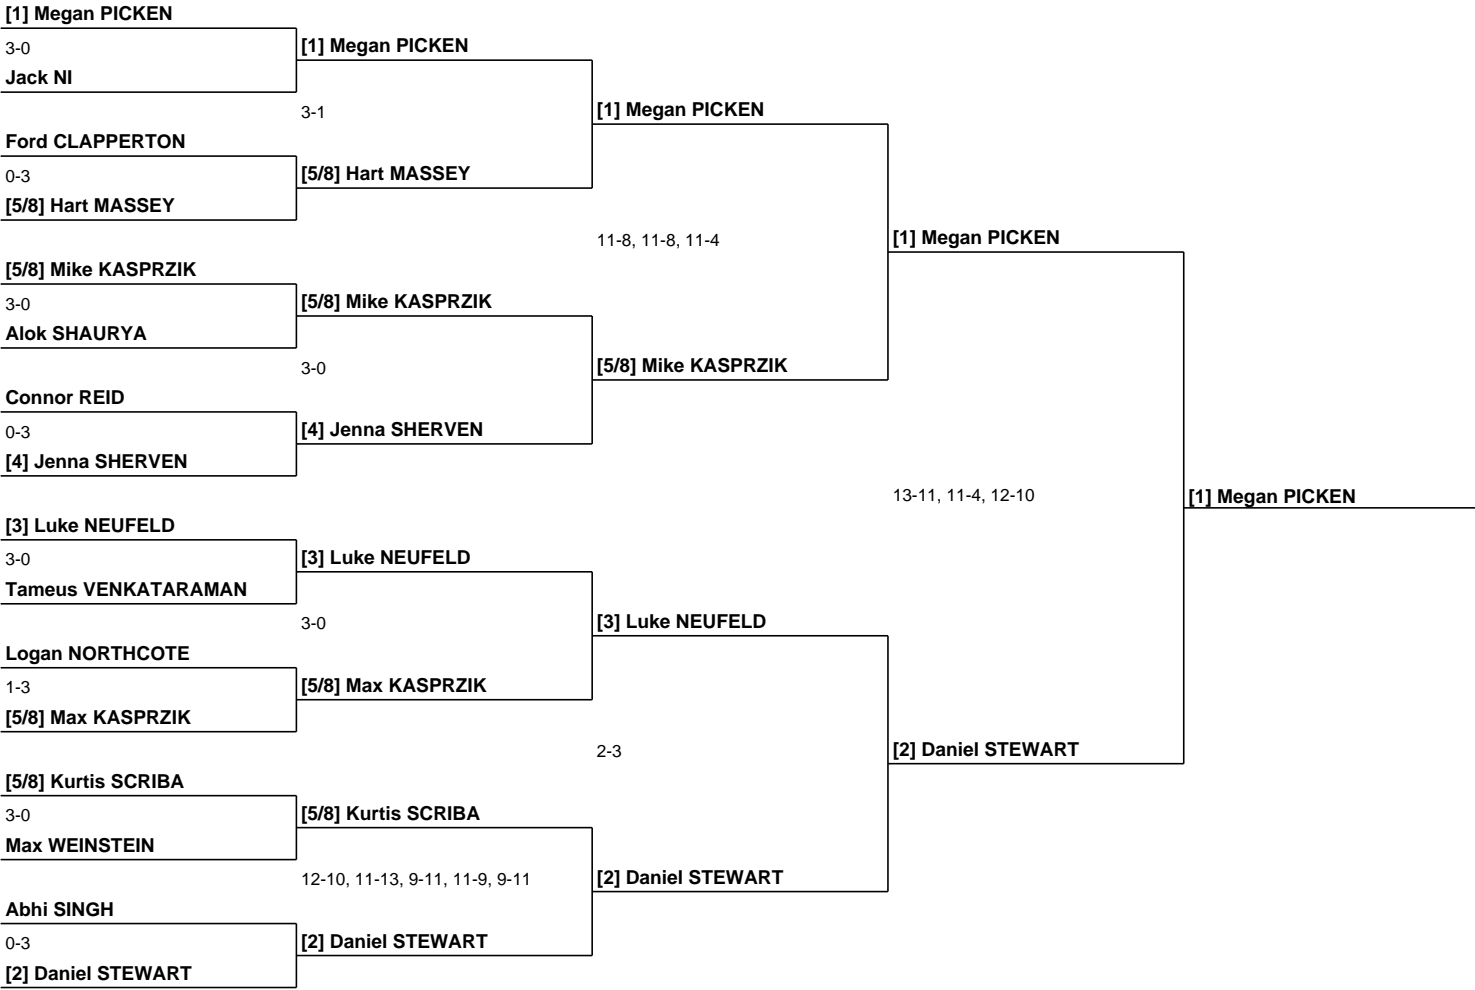 [1] Megan PICKEN
3-0
Jack NI
Ford CLAPPERTON
0-3
[5/8] Hart MASSEY
[5/8] Mike KASPRZIK
3-0
Alok SHAURYA
Connor REID
0-3
[4] Jenna SHERVEN
[3] Luke NEUFELD
3-0
Tameus VENKATARAMAN
Logan NORTHCOTE
1-3
[5/8] Max KASPRZIK
[5/8] Kurtis SCRIBA
3-0
Max WEINSTEIN
Abhi SINGH
0-3
[2] Daniel STEWART
[1] Megan PICKEN
3-1
[5/8] Hart MASSEY
[5/8] Mike KASPRZIK
3-0
[4] Jenna SHERVEN
[3] Luke NEUFELD
3-0
[5/8] Max KASPRZIK
[5/8] Kurtis SCRIBA
12-10, 11-13, 9-11, 11-9, 9-11
[2] Daniel STEWART
[1] Megan PICKEN
11-8, 11-8, 11-4
[5/8] Mike KASPRZIK
[3] Luke NEUFELD
2-3
[2] Daniel STEWART
[1] Megan PICKEN
13-11, 11-4, 12-10
[2] Daniel STEWART
[1] Megan PICKEN